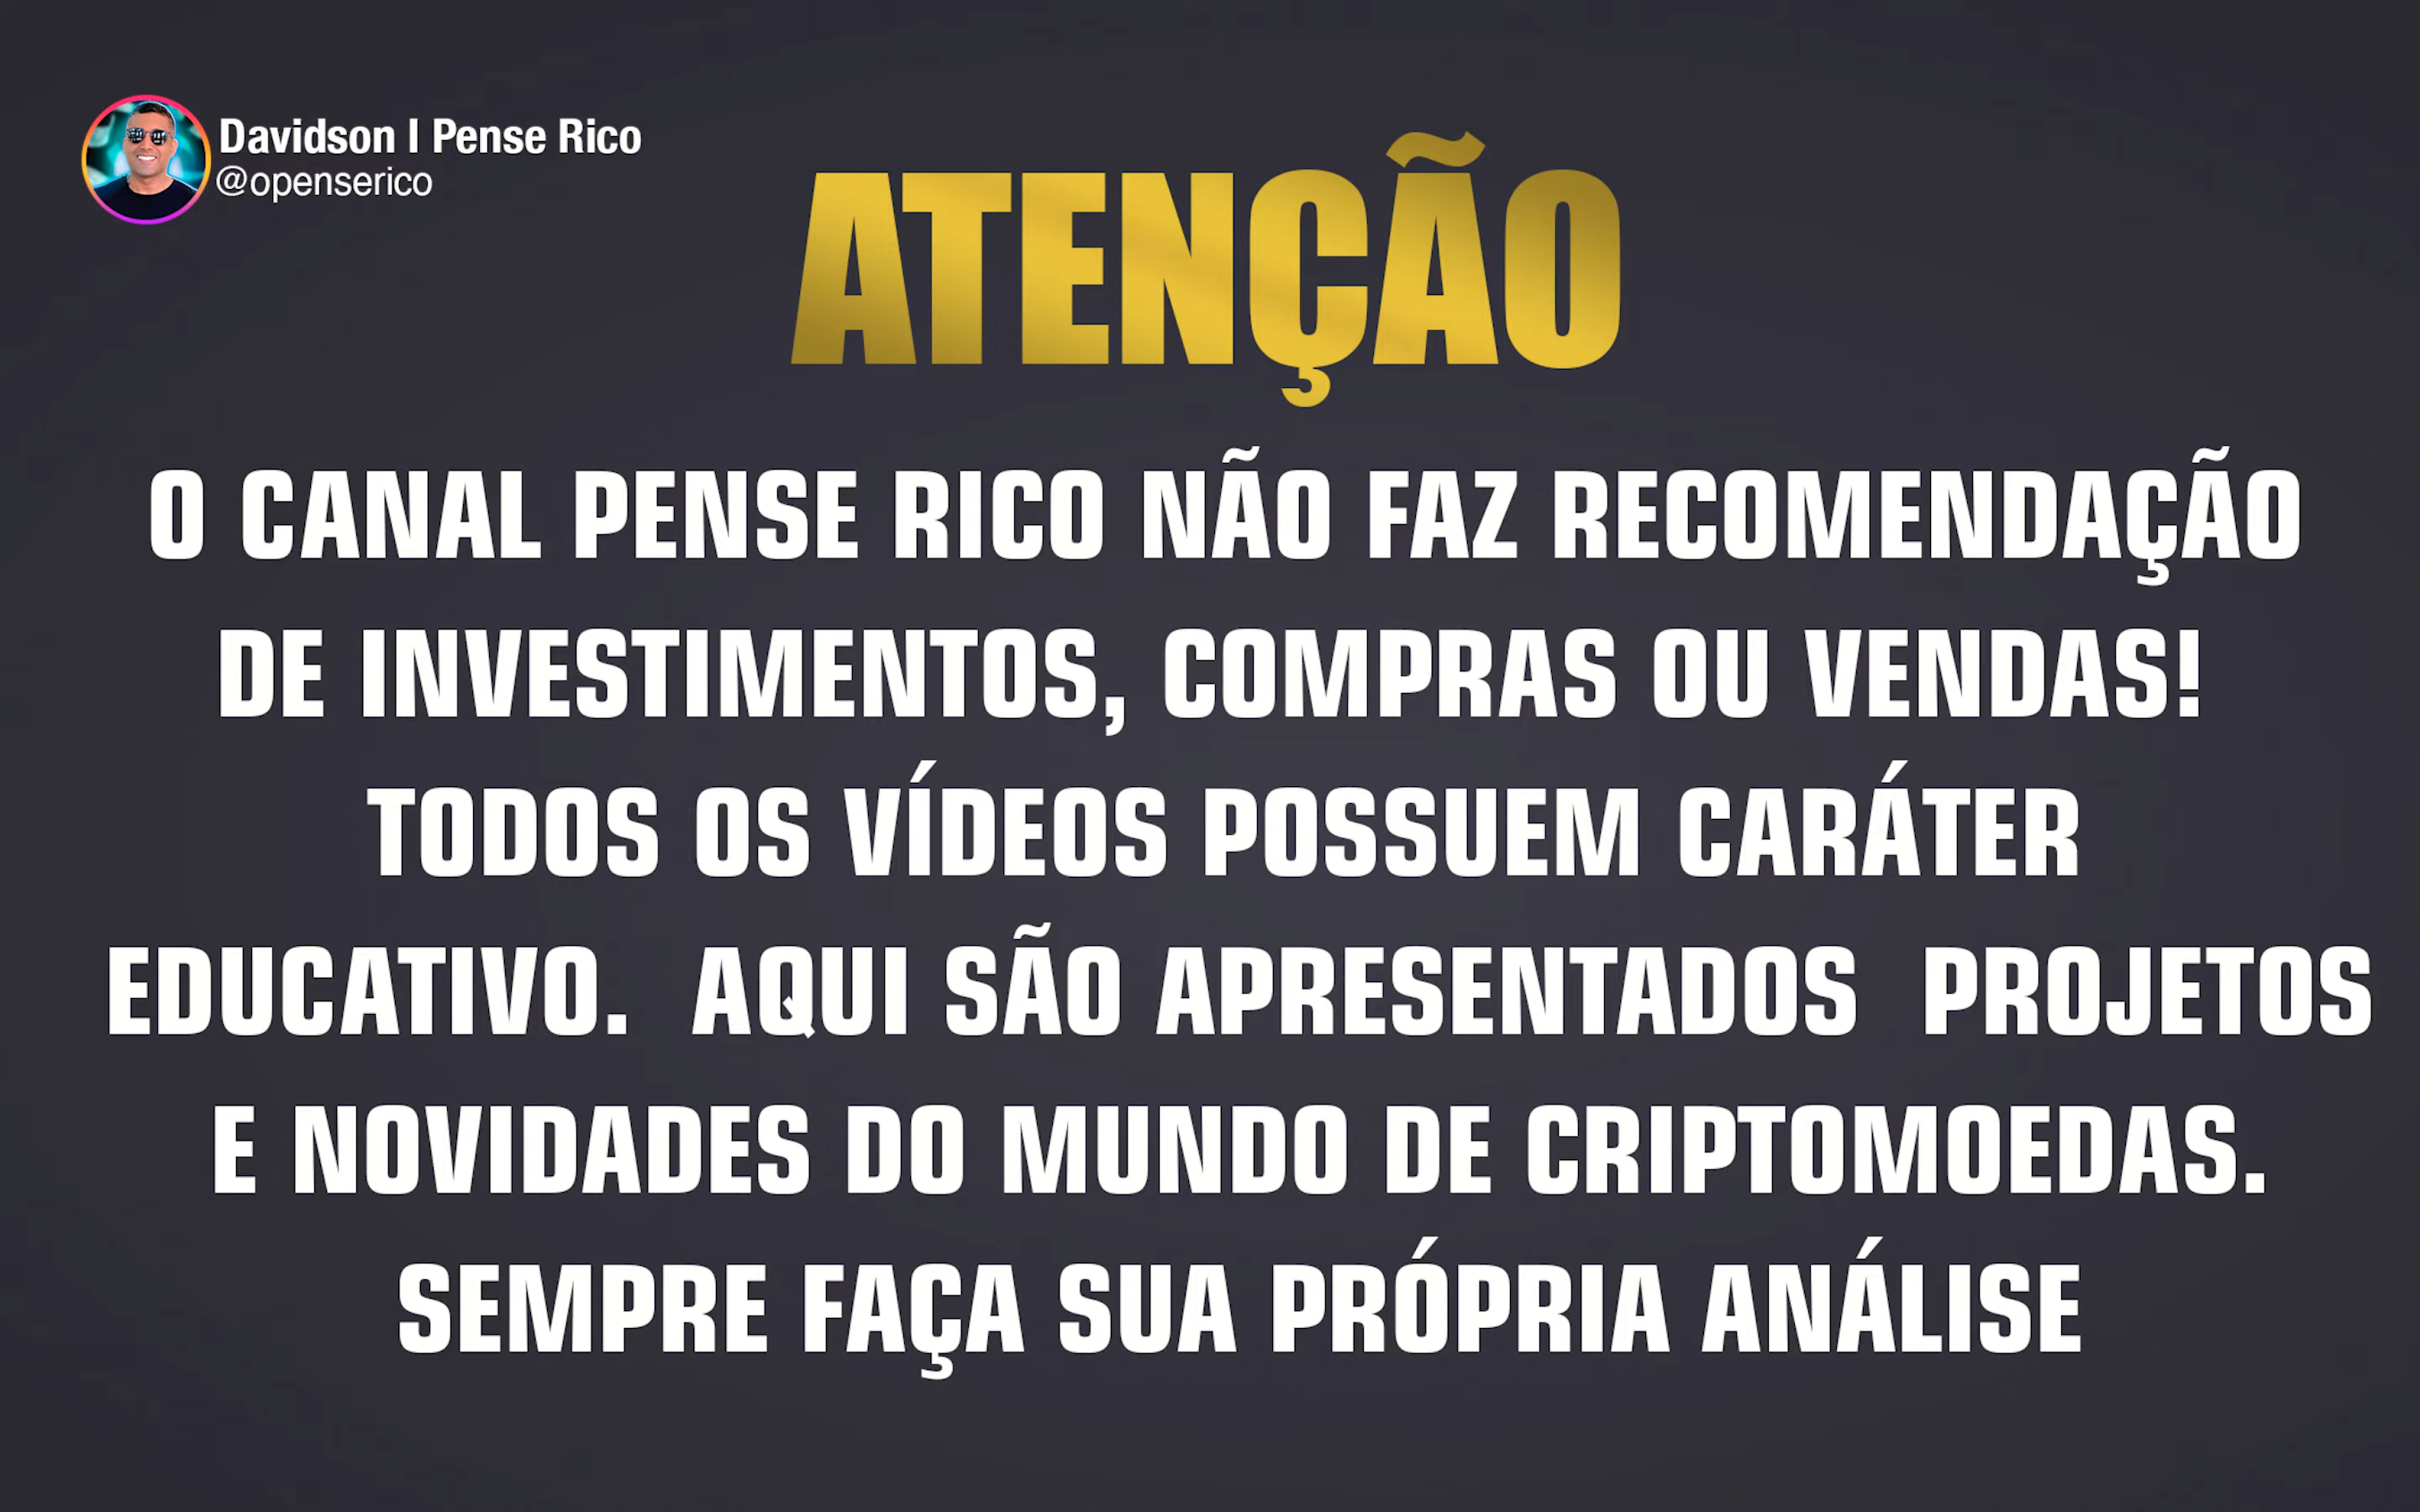 Davidson | Pense Rico
@openserico
ATENÇÃO
O CANAL PENSE RICO NÃO FAZ RECOMENDAÇÃO
DE INVESTIMENTOS, COMPRAS OU VENDAS!
TODOS OS VÍDEOS POSSUEM CARÁTER
EDUCATIVO. AQUI SÃO APRESENTADOS PROJETOS
E NOVIDADES DO MUNDO DE CRIPTOMOEDAS.
SEMPRE FAÇA SUA PRÓPRIA ANÁLISE